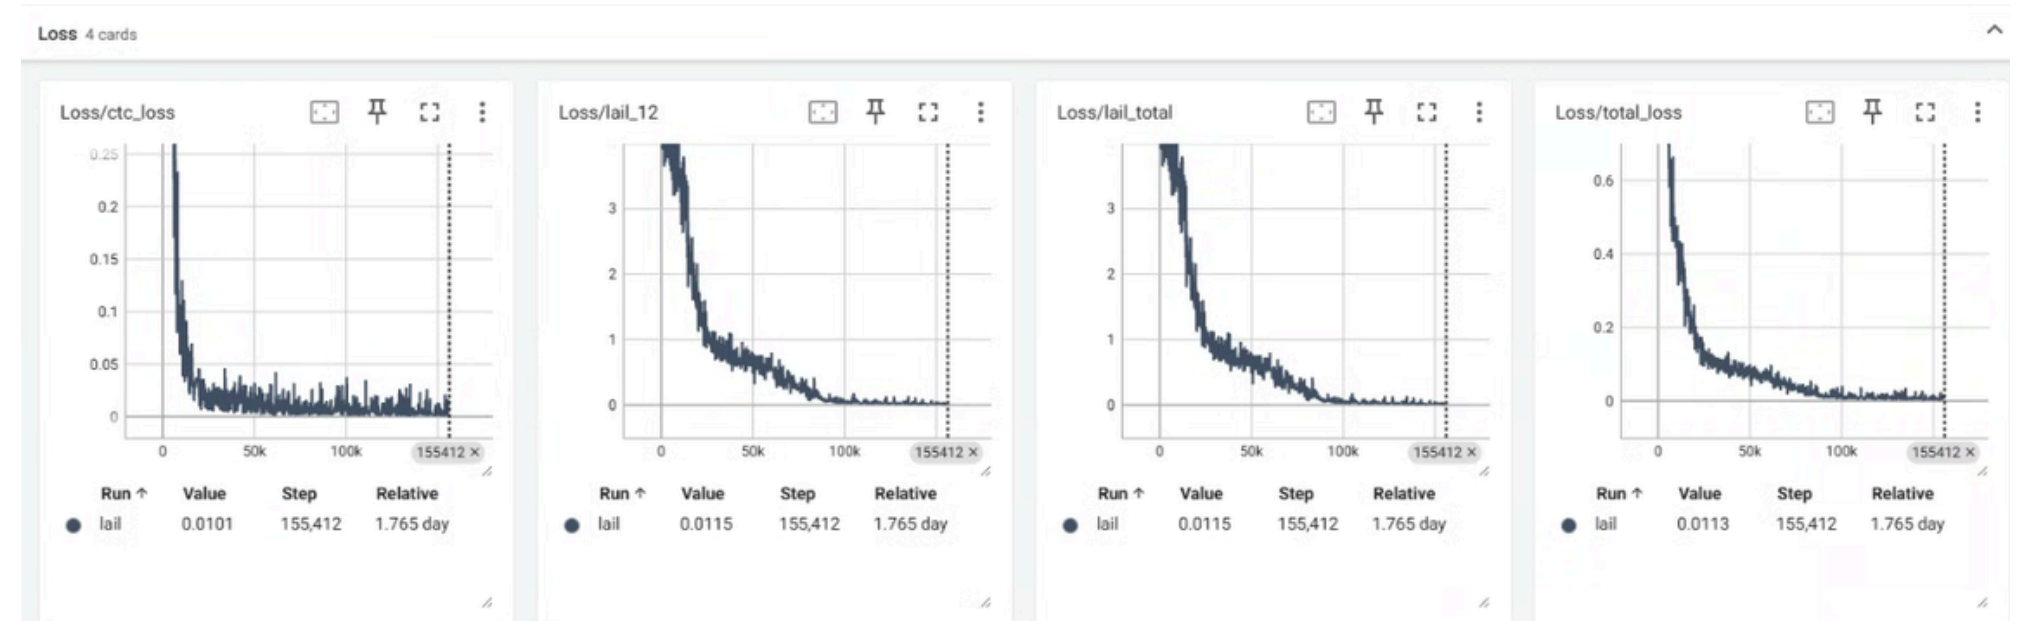 Loss 4 cards
Loss/ctc_loss
0.25
0.2
0.15
0.1
0.05
0
0 50k 100k 155412 ×
Run ↑ Value Step Relative
lail 0.0101 155,412 1.765 day
Loss/lail_12
3
2
1
0
0 50k 100k 155412 ×
Run ↑ Value Step Relative
lail 0.0115 155,412 1.765 day
Loss/lail_total
3
2
1
0
0 50k 100k 155412 ×
Run ↑ Value Step Relative
lail 0.0115 155,412 1.765 day
Loss/total_loss
0.6
0.4
0.2
0
0 50k 100k 155412 ×
Run ↑ Value Step Relative
lail 0.0113 155,412 1.765 day